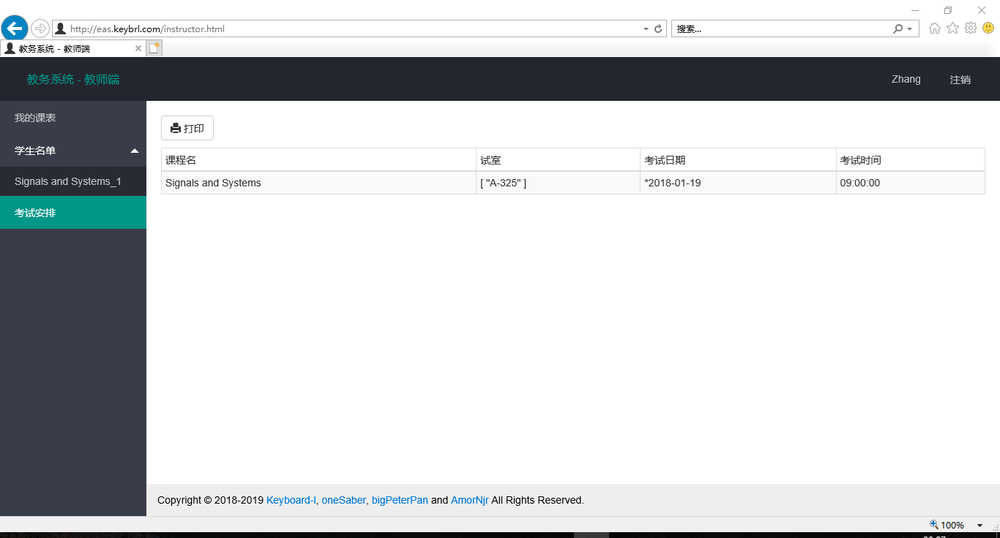 http://eas.keybrl.com/instructor.html
搜索...
教务系统 - 教师端
教务系统 - 教师端
Zhang
注销
我的课表
学生名单
Signals and Systems_1
考试安排
打印
课程名 试室 考试日期 考试时间
Signals and Systems [ "A-325" ] *2018-01-19 09:00:00
Copyright © 2018-2019 Keyboard-l, oneSaber, bigPeterPan and AmorNjr All Rights Reserved.
100%